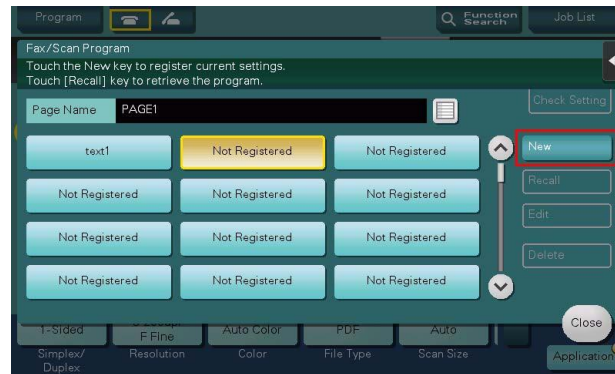 Program
Function Search
Job List
Fax/Scan Program
Touch the New key to register current settings.
Touch [Recall] key to retrieve the program.
Check Setting
Page Name PAGE1
text1 Not Registered Not Registered New
Recall
Not Registered Not Registered Not Registered
Edit
Not Registered Not Registered Not Registered
Delete
Not Registered Not Registered Not Registered
Close
1-Sided F Fine Auto Color PDF Auto
Simplex/Duplex Resolution Color File Type Scan Size Application